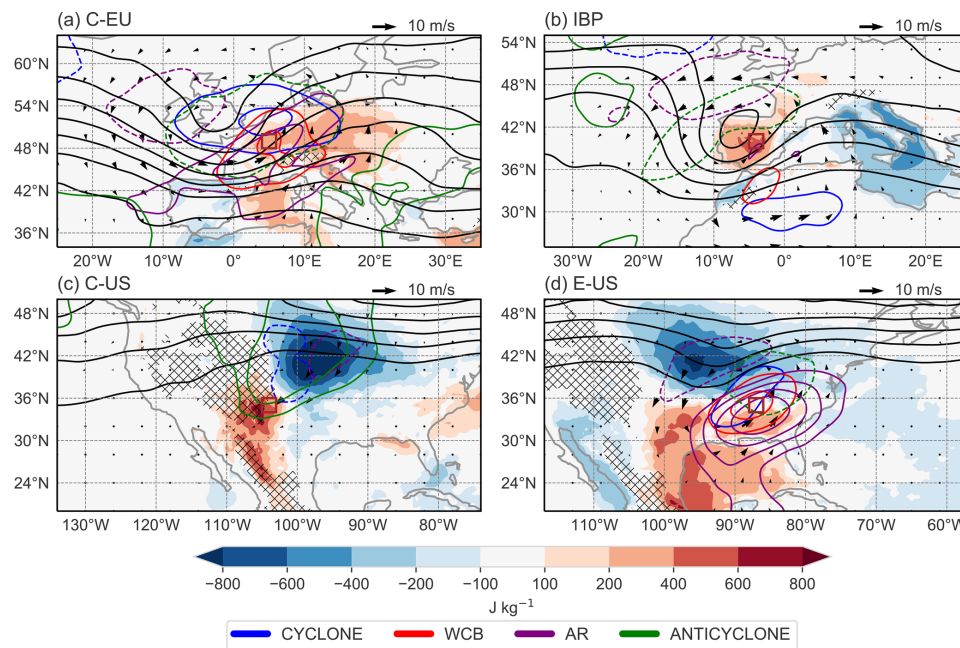 (a) C-EU
10 m/s
60°N
54°N
48°N
42°N
36°N
20°W
10°W
0°
10°E
20°E
30°E
(b) IBP
10 m/s
54°N
48°N
42°N
36°N
30°N
30°W
20°W
10°W
0°
10°E
20°E
(c) C-US
10 m/s
48°N
42°N
36°N
30°N
24°N
130°W
120°W
110°W
100°W
90°W
80°W
(d) E-US
10 m/s
48°N
42°N
36°N
30°N
24°N
110°W
100°W
90°W
80°W
70°W
60°W
−800 −600 −400 −200 −100 100 200 400 600 800
J kg⁻¹
CYCLONE WCB AR ANTICYCLONE